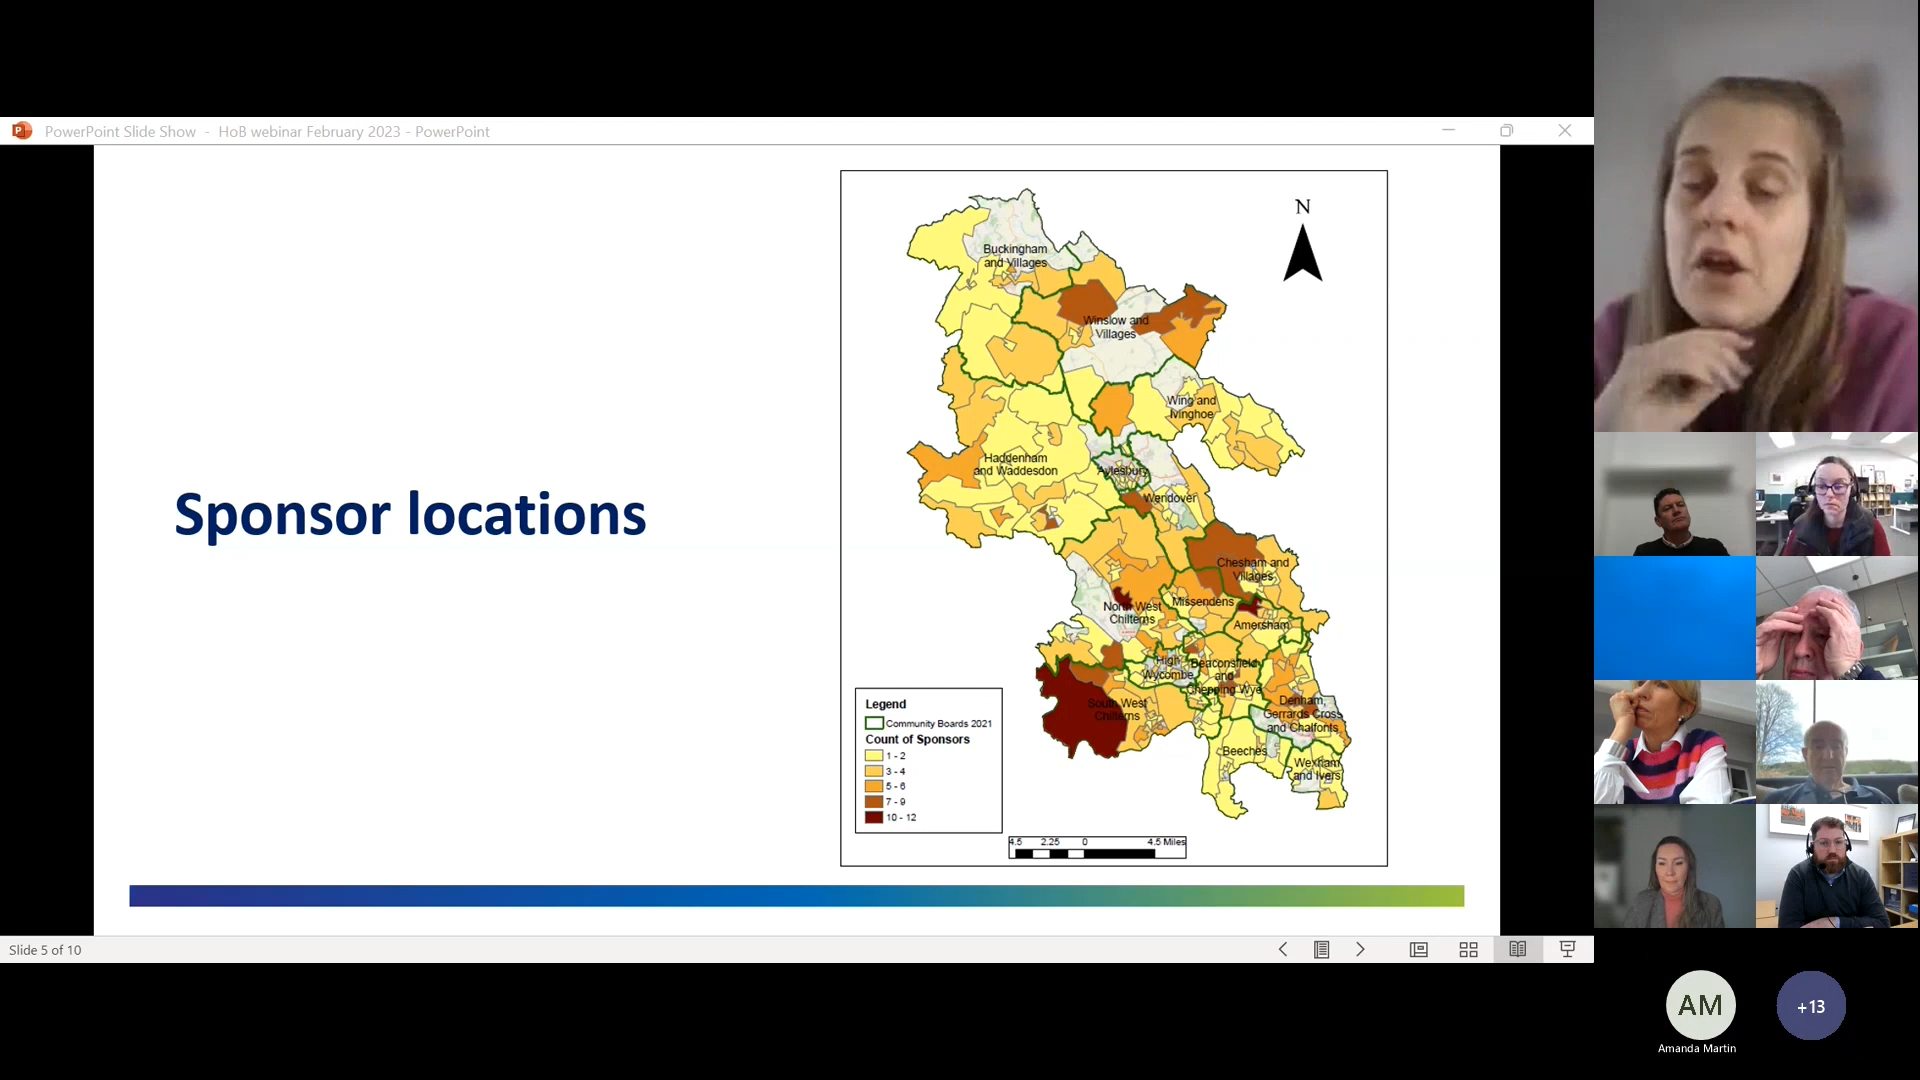 PowerPoint Slide Show - HoB webinar February 2023 - PowerPoint
Sponsor locations
N
Buckingham
and Villages
Winslow and
Villages
Wing and
Ivinghoe
Haddenham
and Waddesdon
Aylesbury
Wendover
Chesham and
Villages
North West
Chilterns
Missendens
Amersham
High
Wycombe
Beaconsfield
and
Chepping Wye
South West
Chilterns
Denham,
Gerrards Cross
and Chalfonts
Beeches
Wexham
and Ivers
Legend
Community Boards 2021
Count of Sponsors
1 - 2
3 - 4
5 - 6
7 - 9
10 - 12
4.5 2.25 0 4.5 Miles
Slide 5 of 10
AM
+13
Amanda Martin